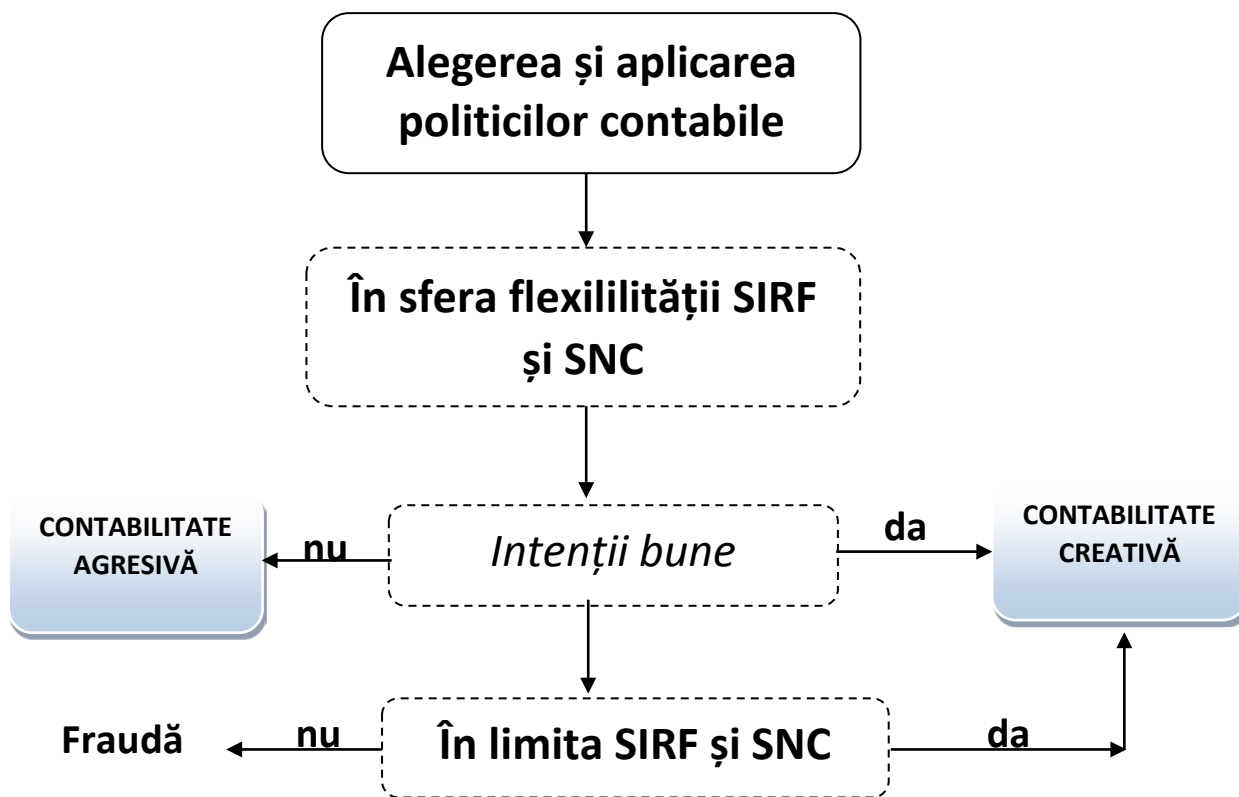 Alegerea și aplicarea
politicilor contabile
În sfera flexililității SIRF
și SNC
CONTABILITATE
AGRESIVĂ
nu
Intenții bune
da
CONTABILITATE
CREATIVĂ
Fraudă
nu
În limita SIRF și SNC
da